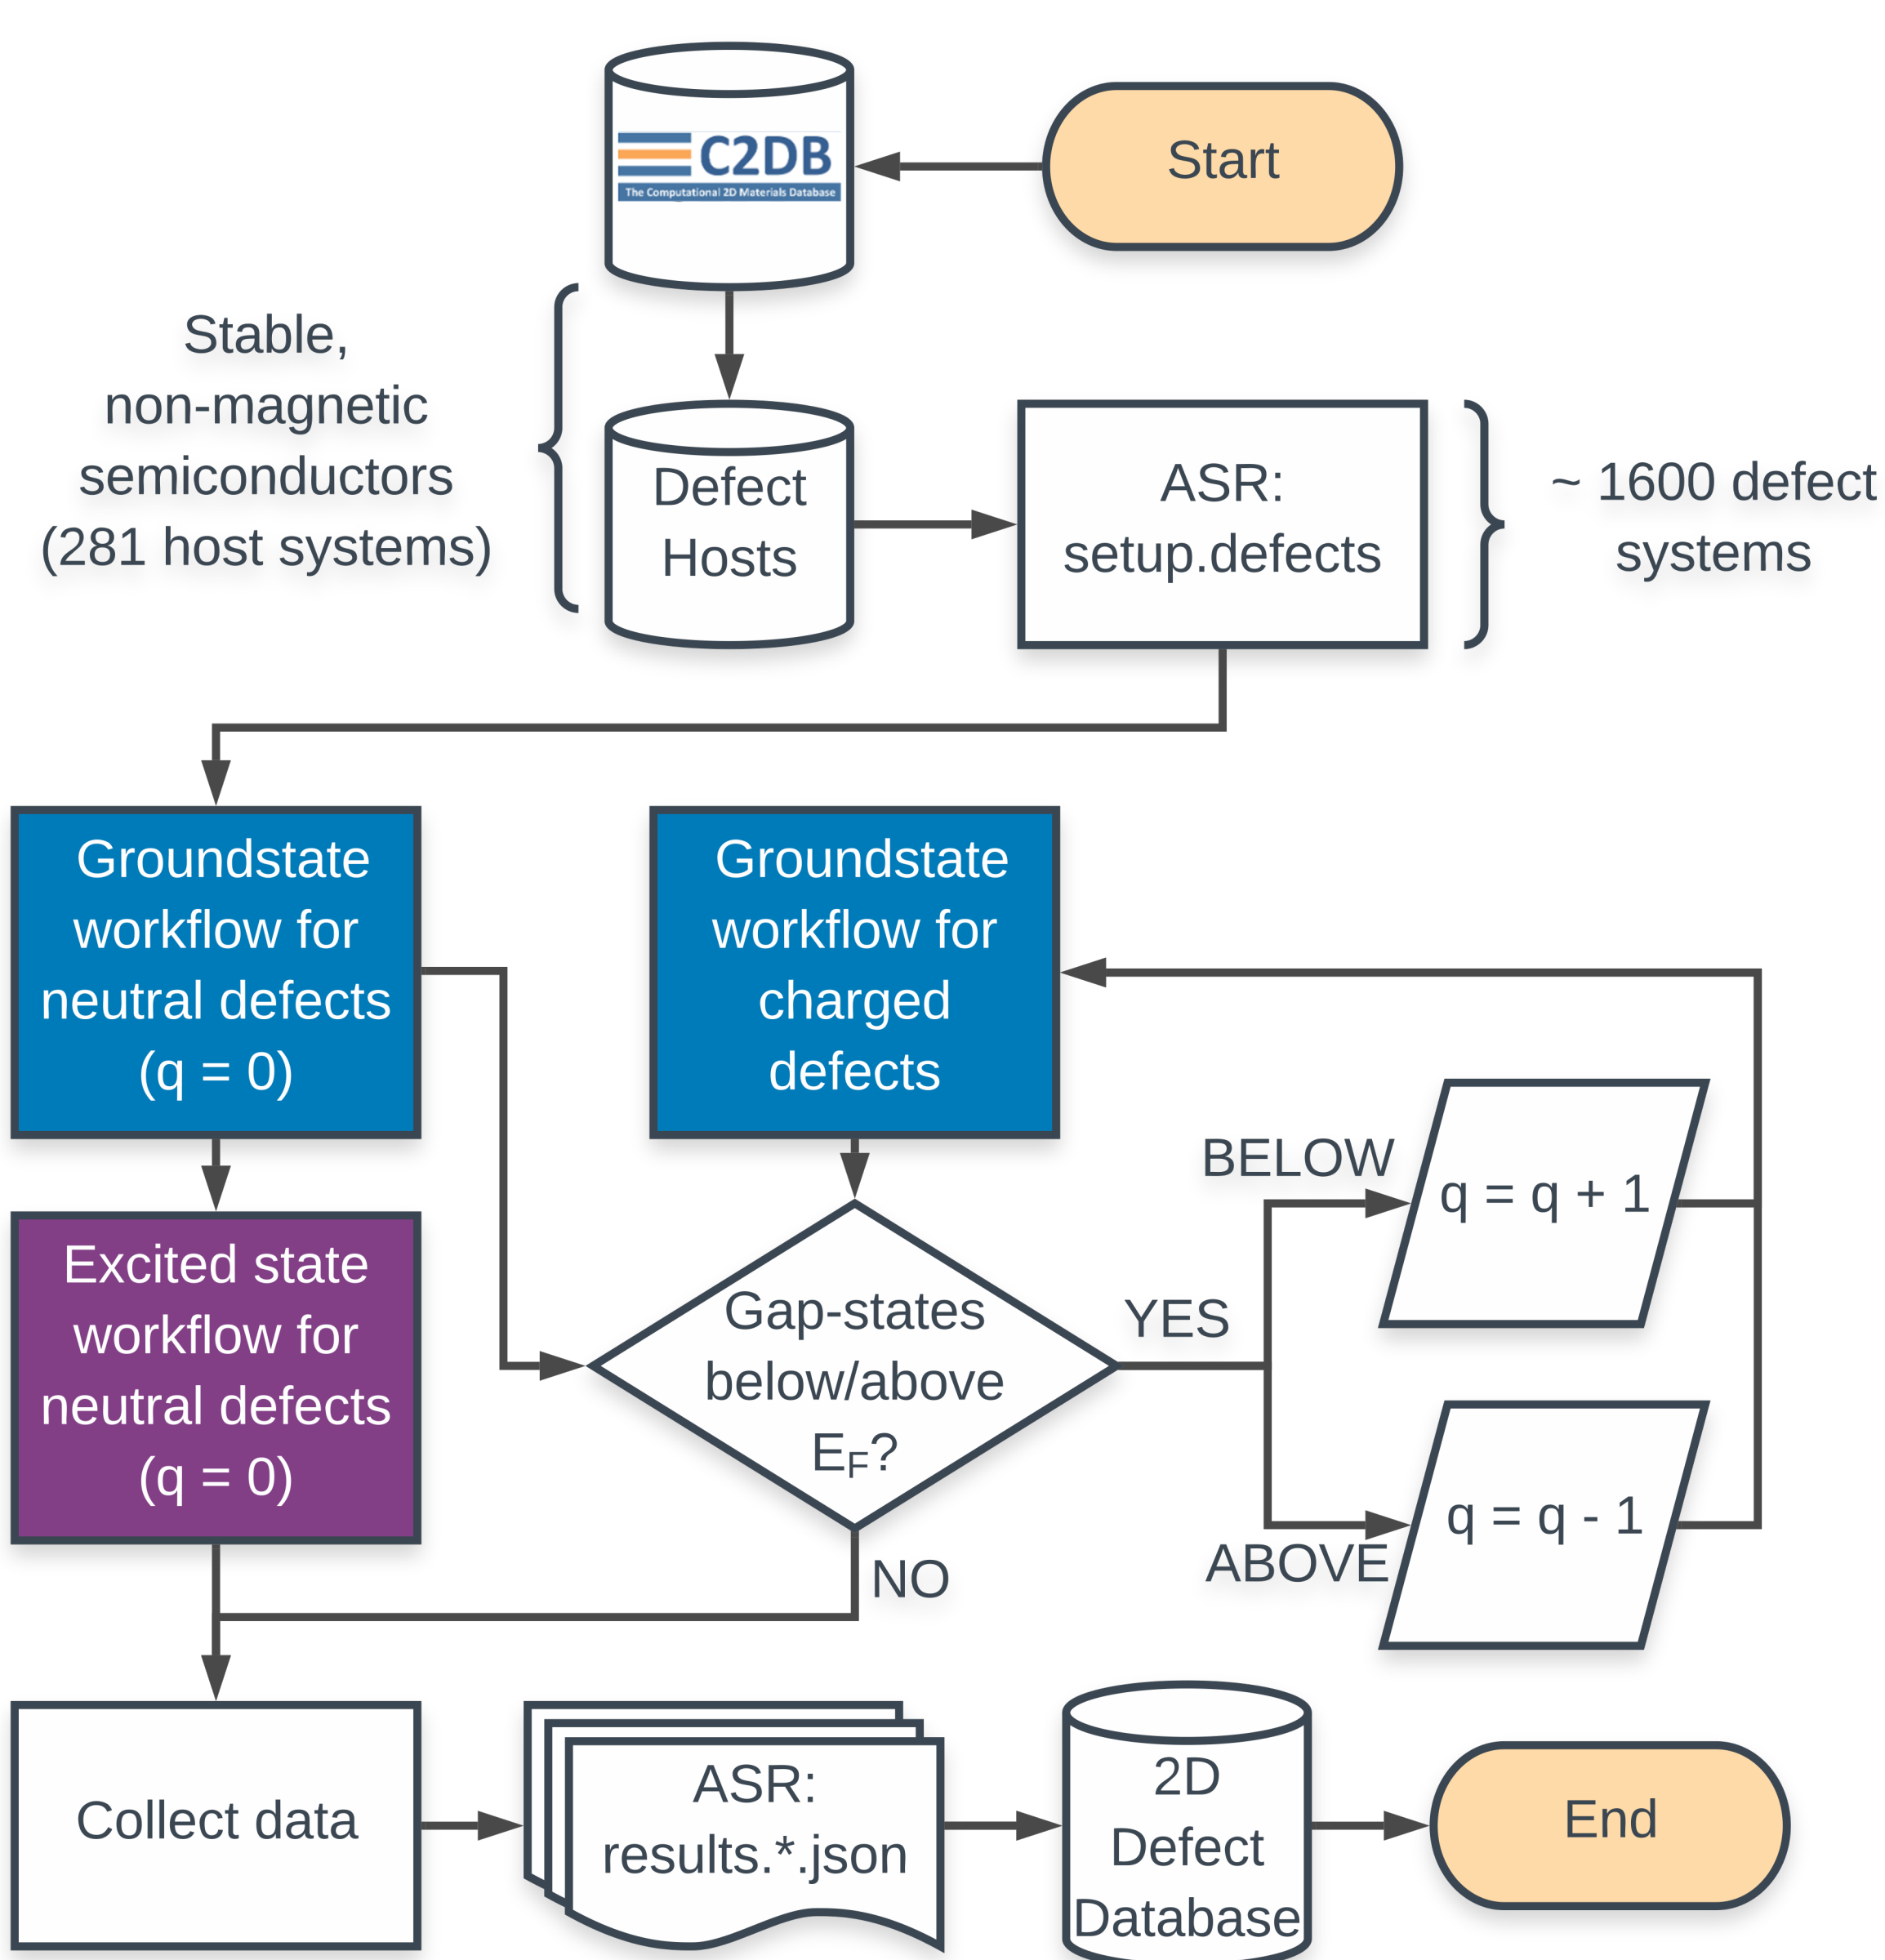 C2DB
The Computational 2D Materials Database
Start
Stable,
non-magnetic
semiconductors
(281 host systems)
Defect
Hosts
ASR:
setup.defects
~ 1600 defect
systems
Groundstate
workflow for
neutral defects
(q = 0)
Groundstate
workflow for
charged
defects
BELOW
q = q + 1
Excited state
workflow for
neutral defects
(q = 0)
Gap-states
below/above
E_F?
YES
NO
ABOVE
q = q - 1
Collect data
ASR:
results.*.json
2D
Defect
Database
End